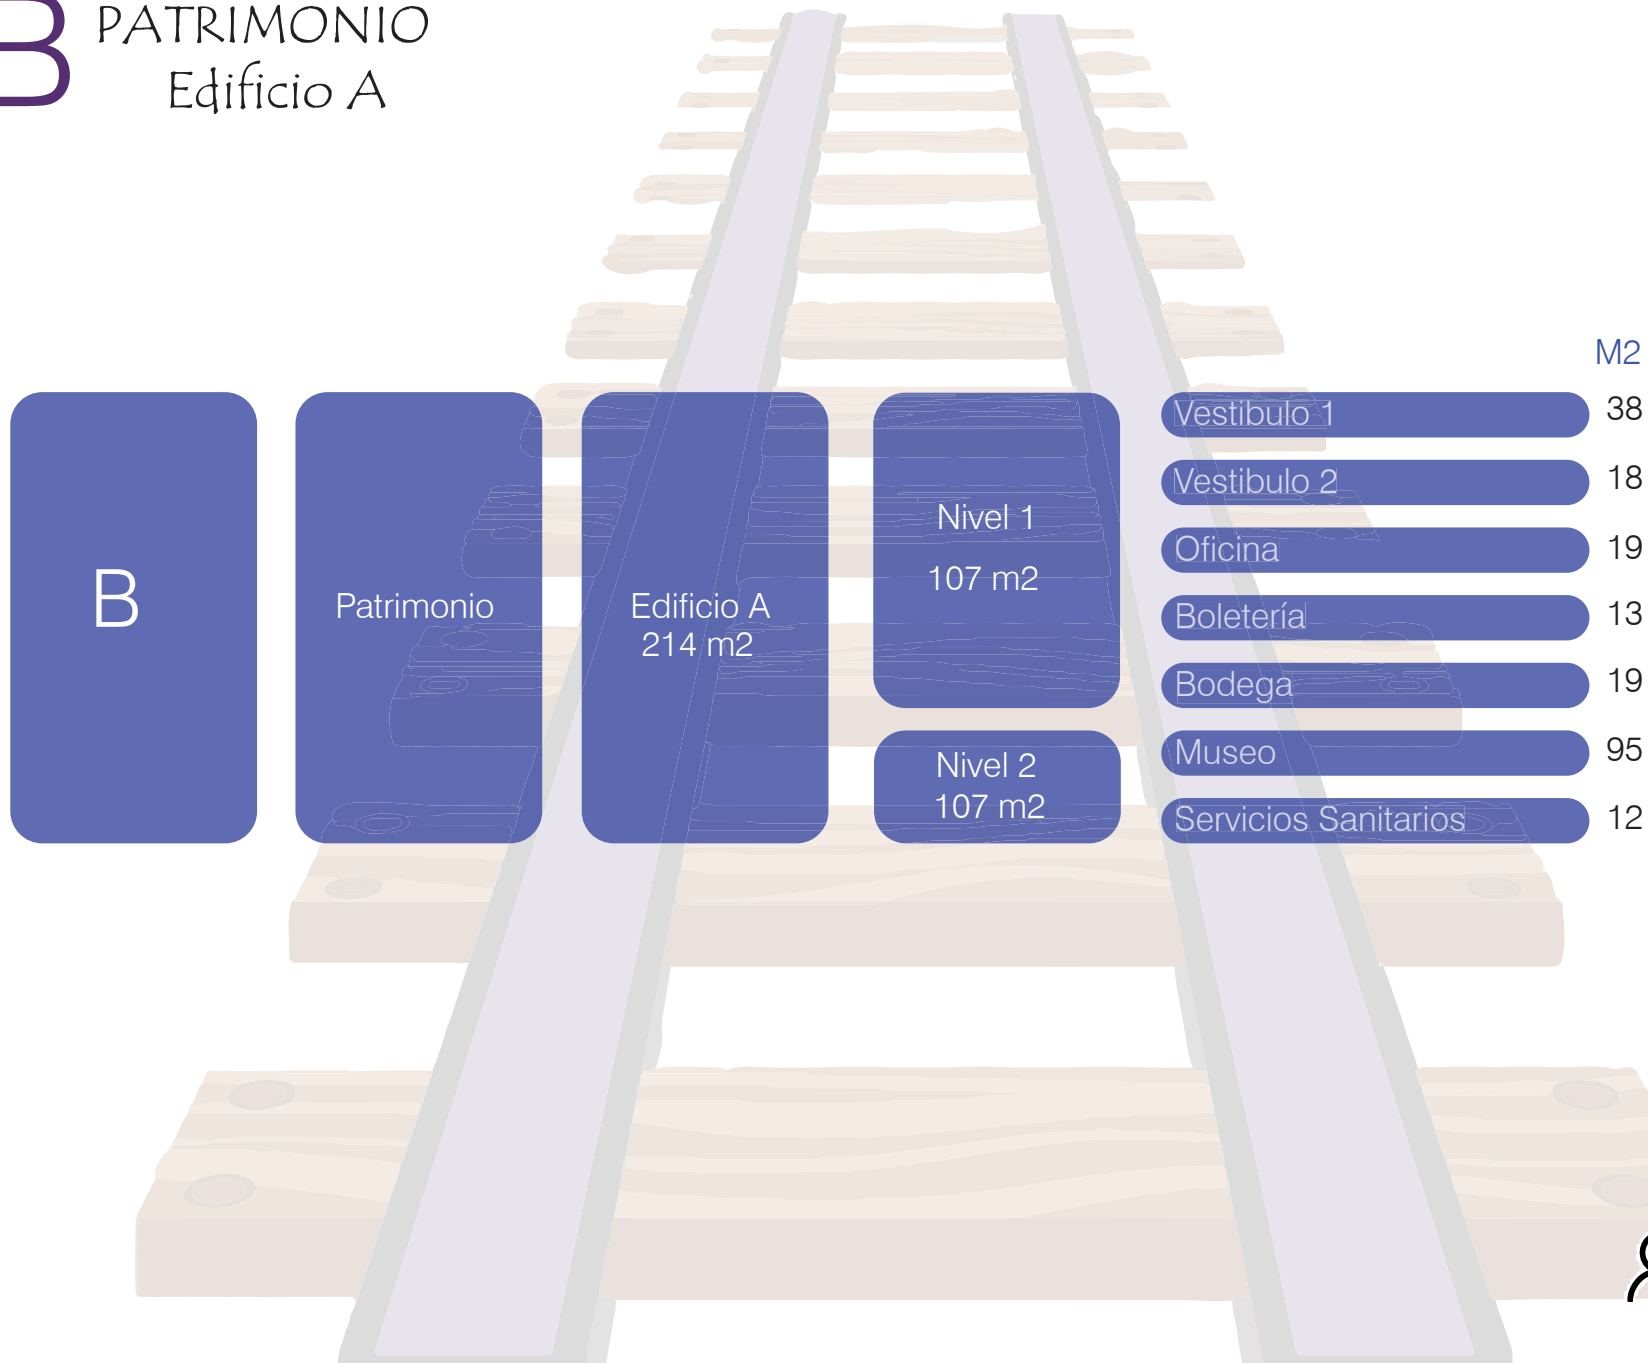 B
PATRIMONIO
Edificio A
M2
B
Patrimonio
Edificio A
214 m2
Nivel 1
107 m2
Nivel 2
107 m2
Vestibulo 1 38
Vestibulo 2 18
Oficina 19
Boletería 13
Bodega 19
Museo 95
Servicios Sanitarios 12